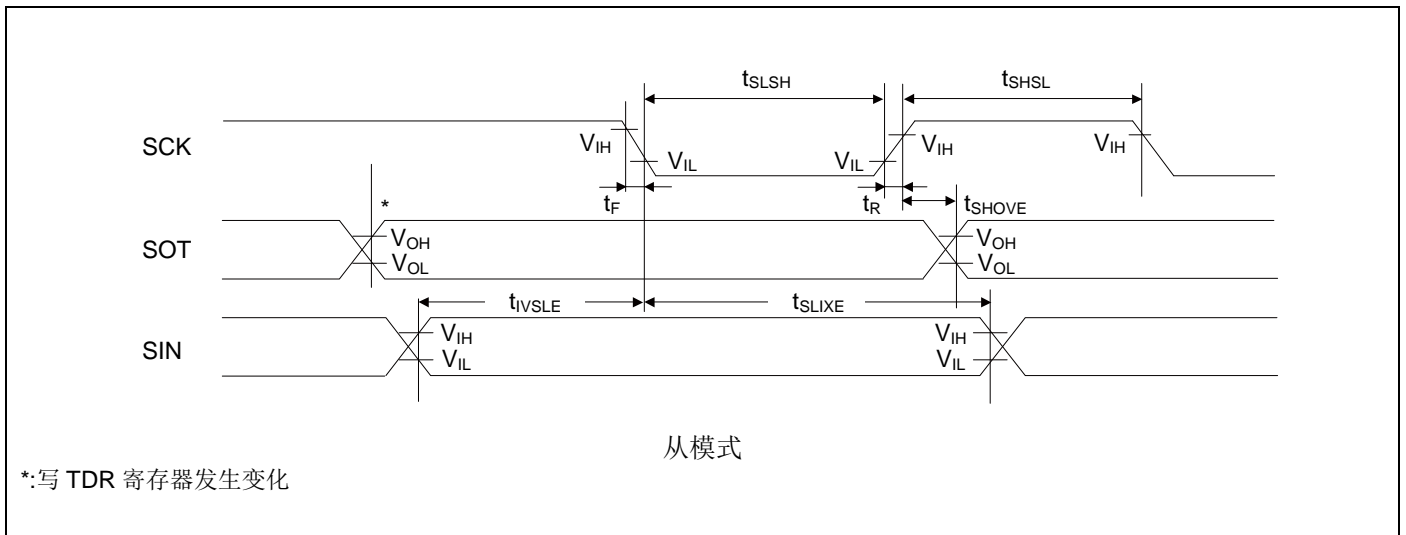 tSLSH tSHSL
SCK VIH VIL VIL VIH VIH
tF tR tSHOVE
*
SOT VOH VOL VOH VOL
tIVSLE tSLIXE
SIN VIH VIL VIH VIL
从模式
*:写 TDR 寄存器发生变化